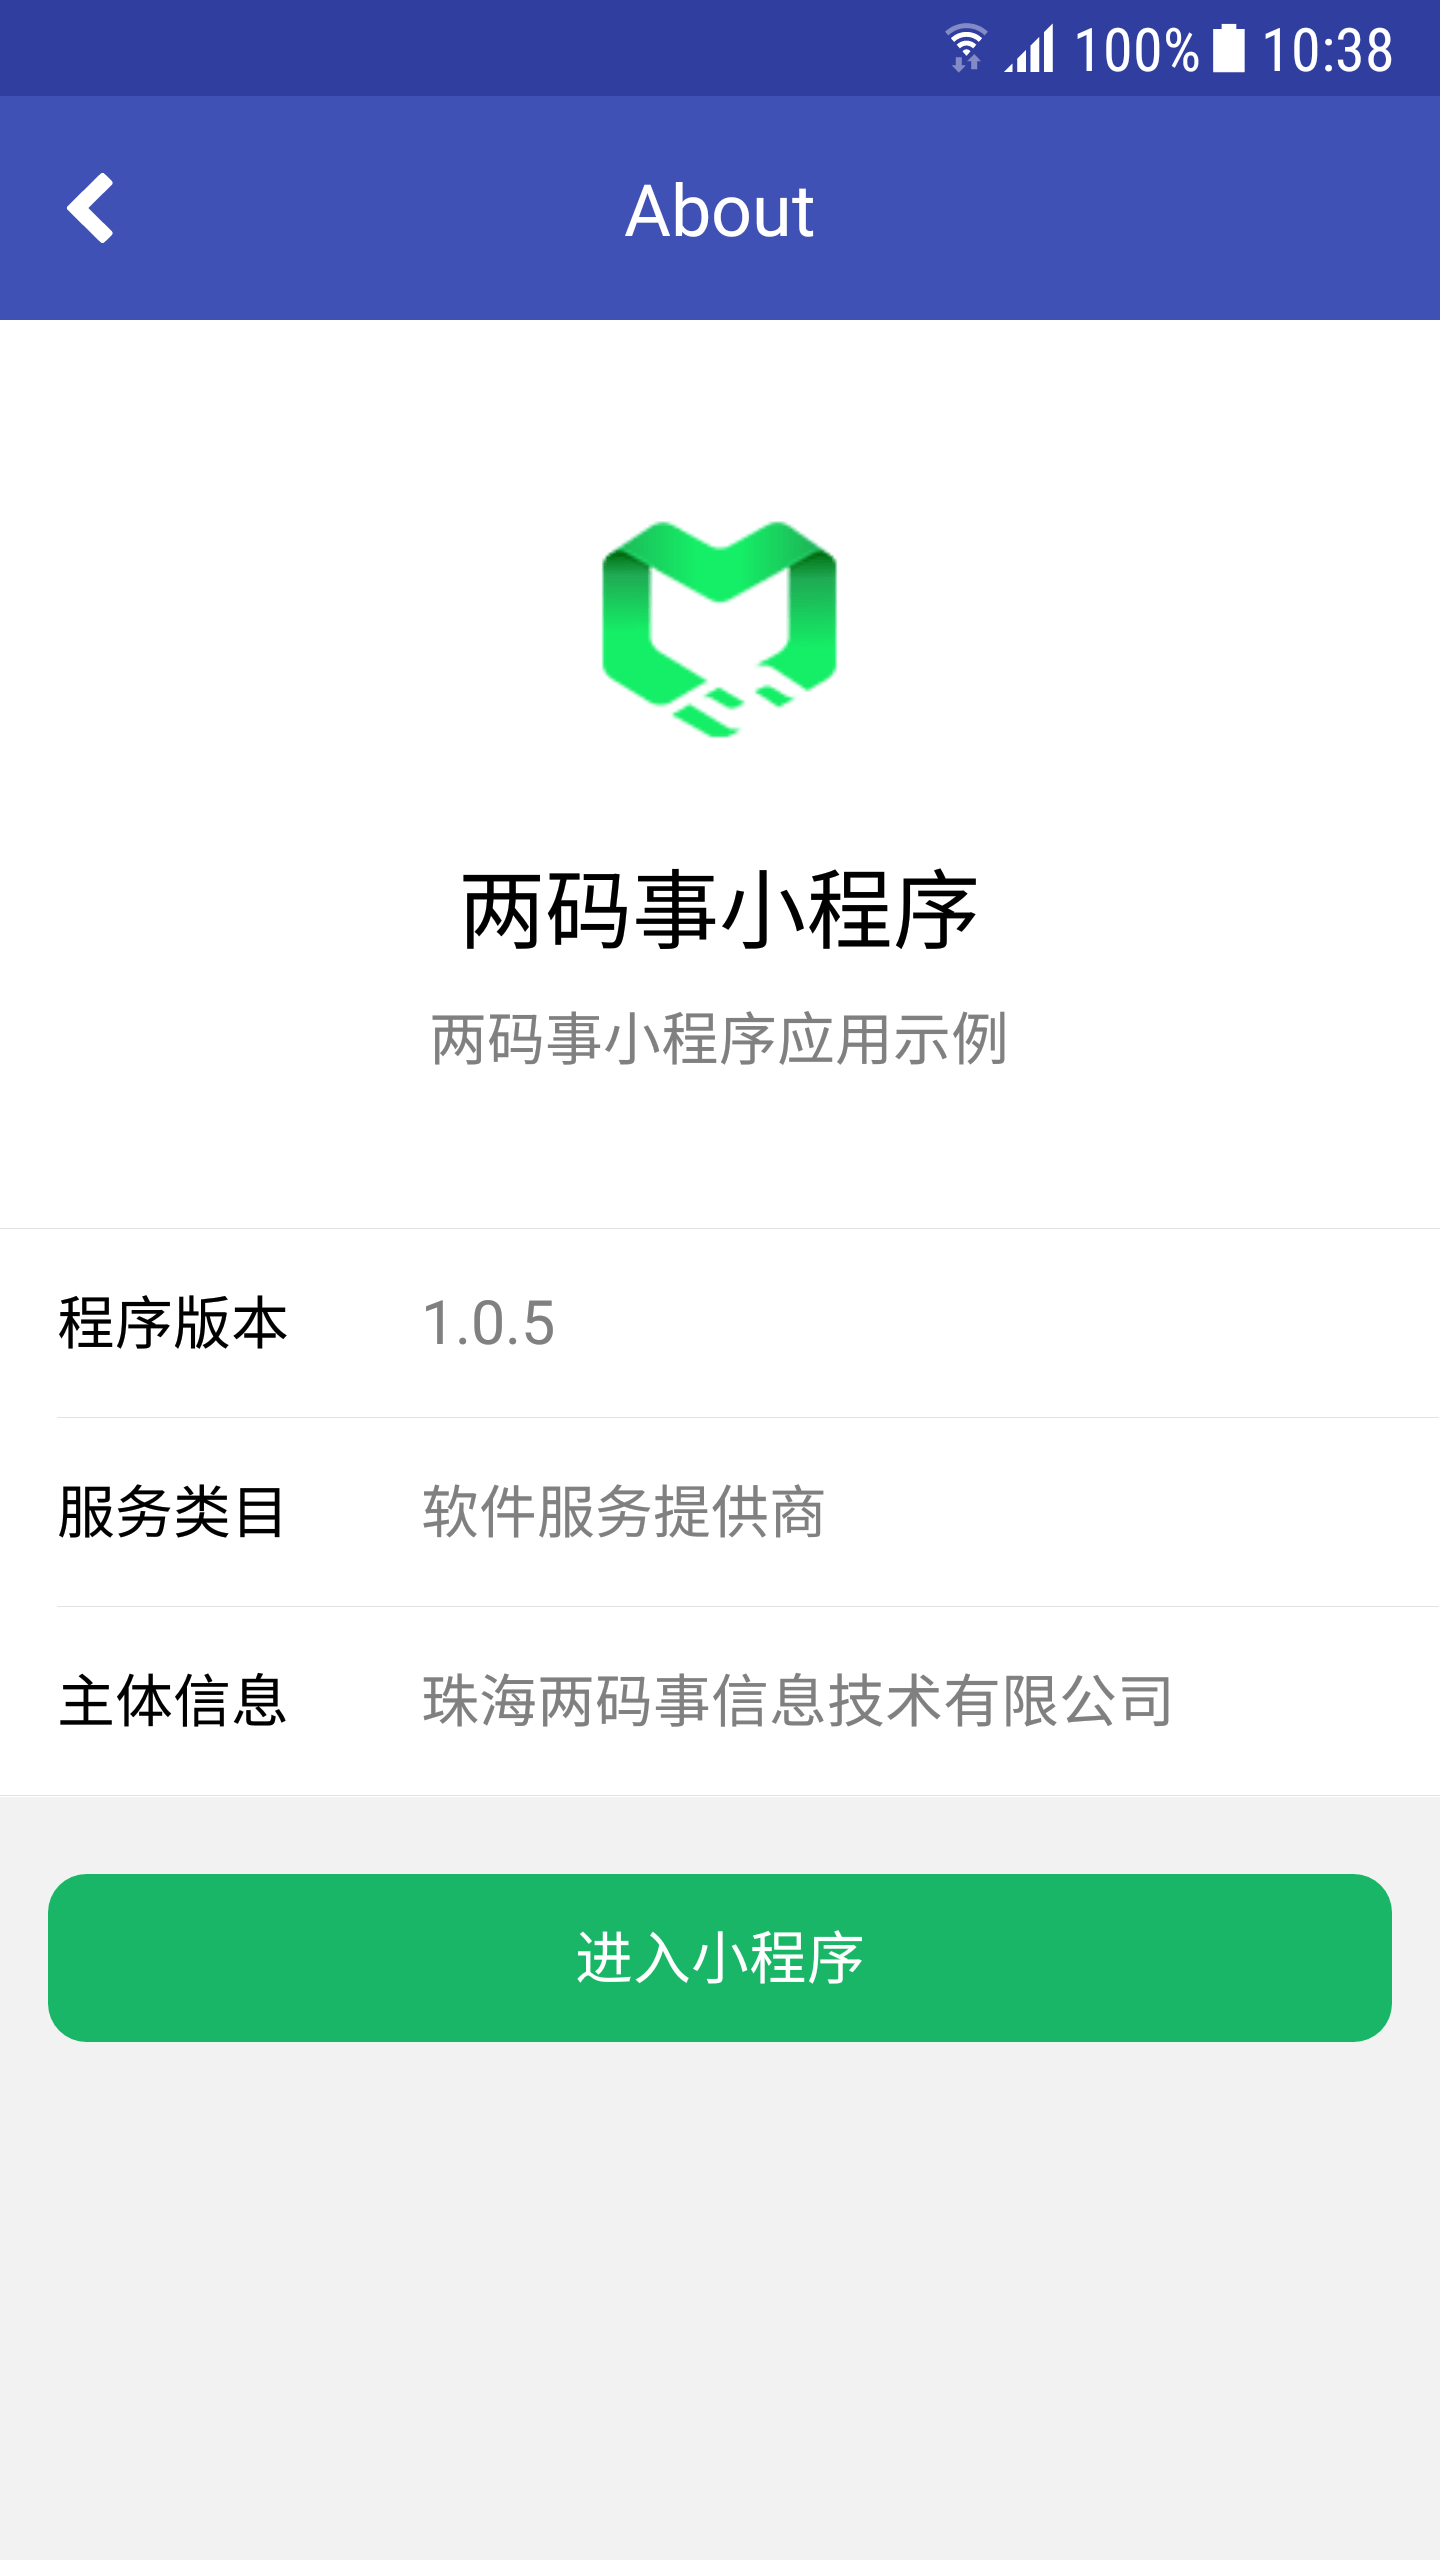 100% 10:38
About
两码事小程序
两码事小程序应用示例
程序版本 1.0.5
服务类目 软件服务提供商
主体信息 珠海两码事信息技术有限公司
进入小程序